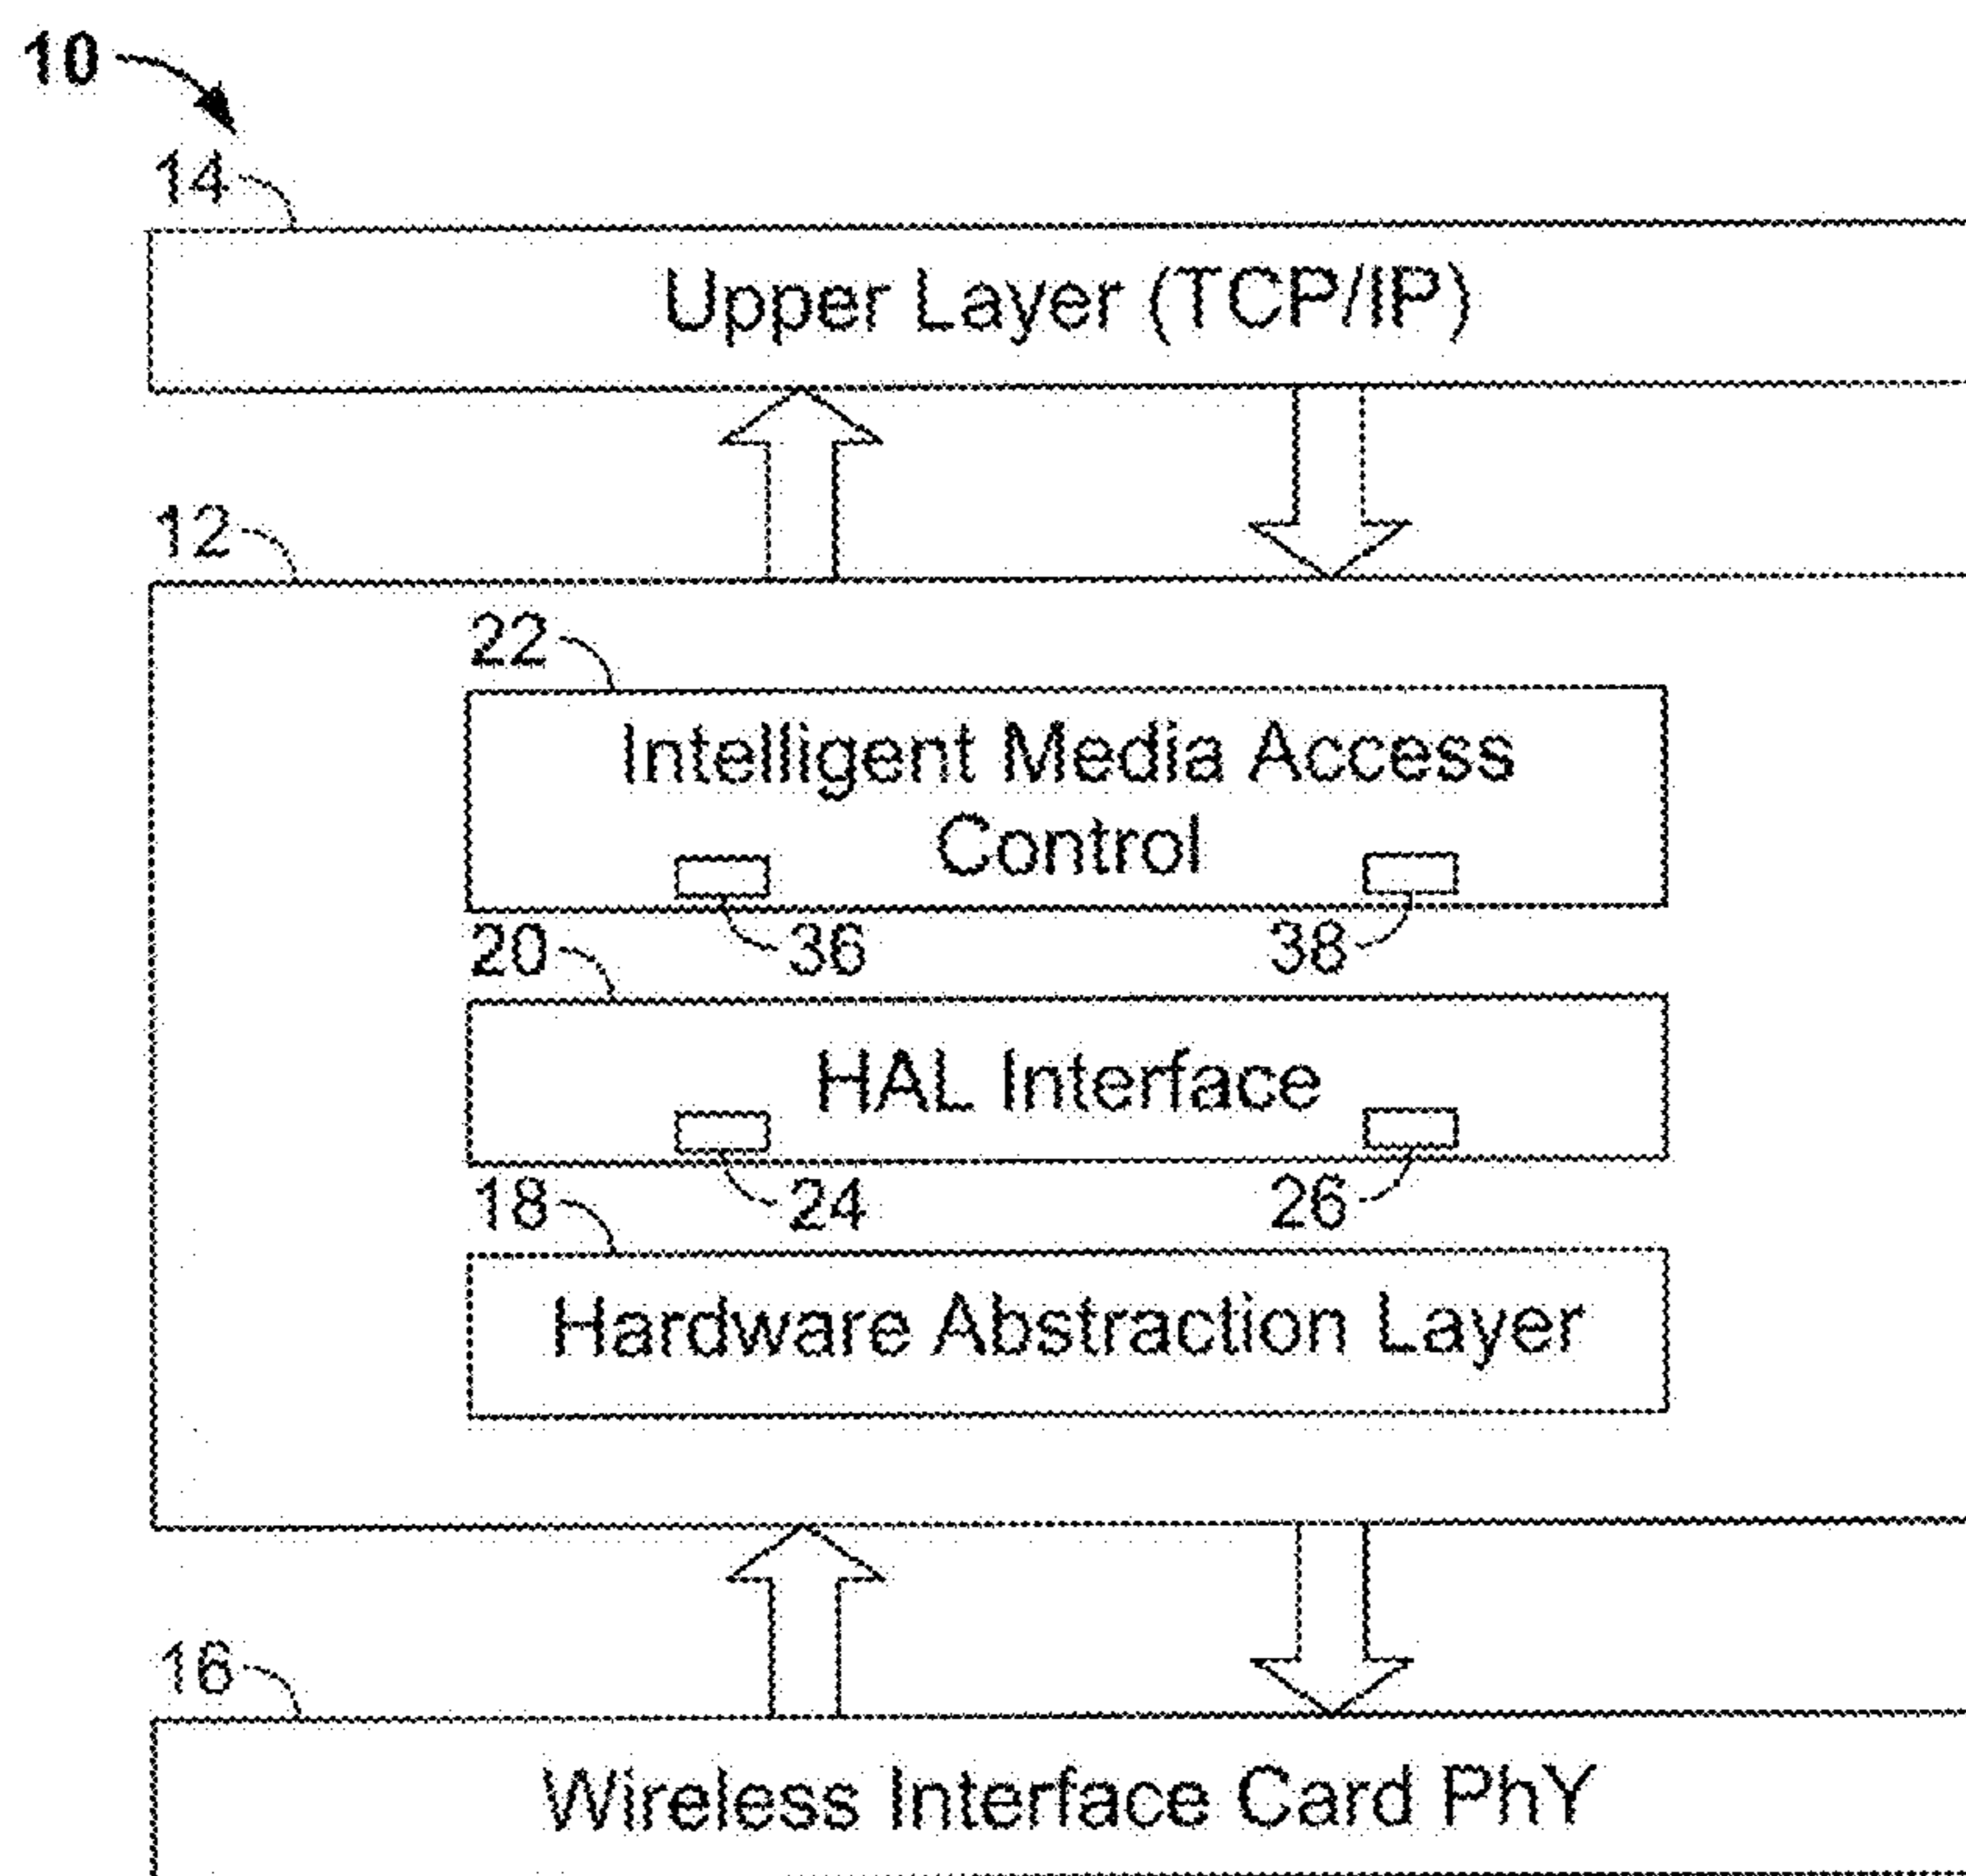 10
14
Upper Layer (TCP/IP)
12
22
Intelligent Media Access
Control
36
38
20
HAL Interface
24
26
18
Hardware Abstraction Layer
16
Wireless Interface Card PhY